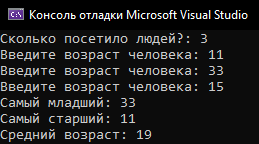 Консоль отладки Microsoft Visual Studio
Сколько посетило людей?: 3
Введите возраст человека: 11
Введите возраст человека: 33
Введите возраст человека: 15
Самый младший: 33
Самый старший: 11
Средний возраст: 19